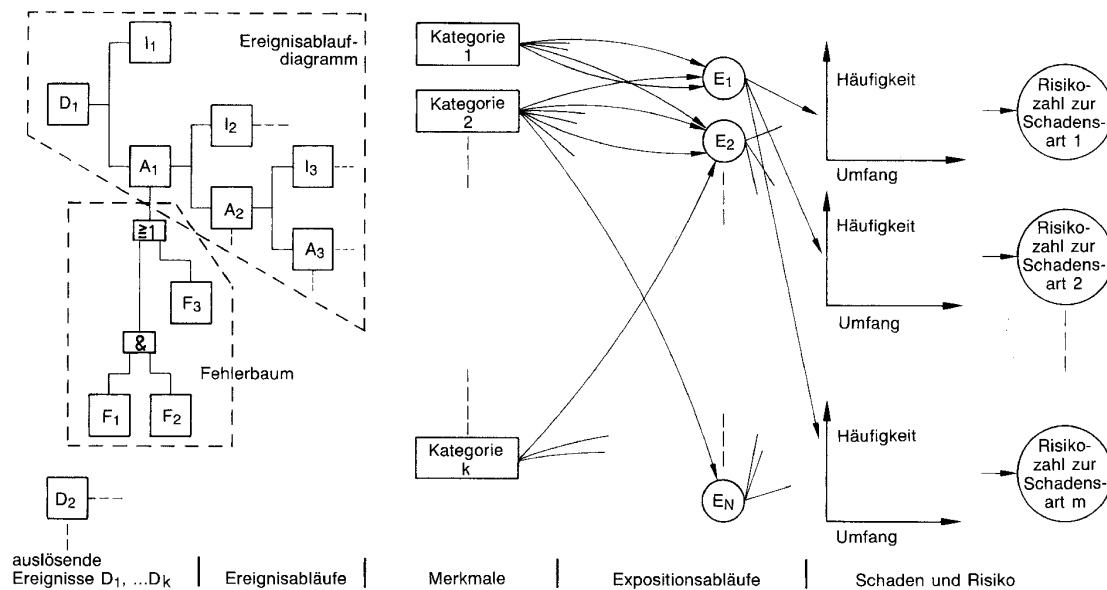 Ereignisablauf-
diagramm
I1
D1
I2
A1
I3
A2
A3
≧1
F3
&
Fehlerbaum
F1
F2
D2
Kategorie
1
Kategorie
2
Kategorie
k
E1
E2
EN
Häufigkeit
Umfang
Häufigkeit
Umfang
Häufigkeit
Umfang
Risiko-
zahl zur
Schadens-
art 1
Risiko-
zahl zur
Schadens-
art 2
Risiko-
zahl zur
Schadens-
art m
auslösende
Ereignisse D1, ...Dk
Ereignisabläufe
Merkmale
Expositionsabläufe
Schaden und Risiko